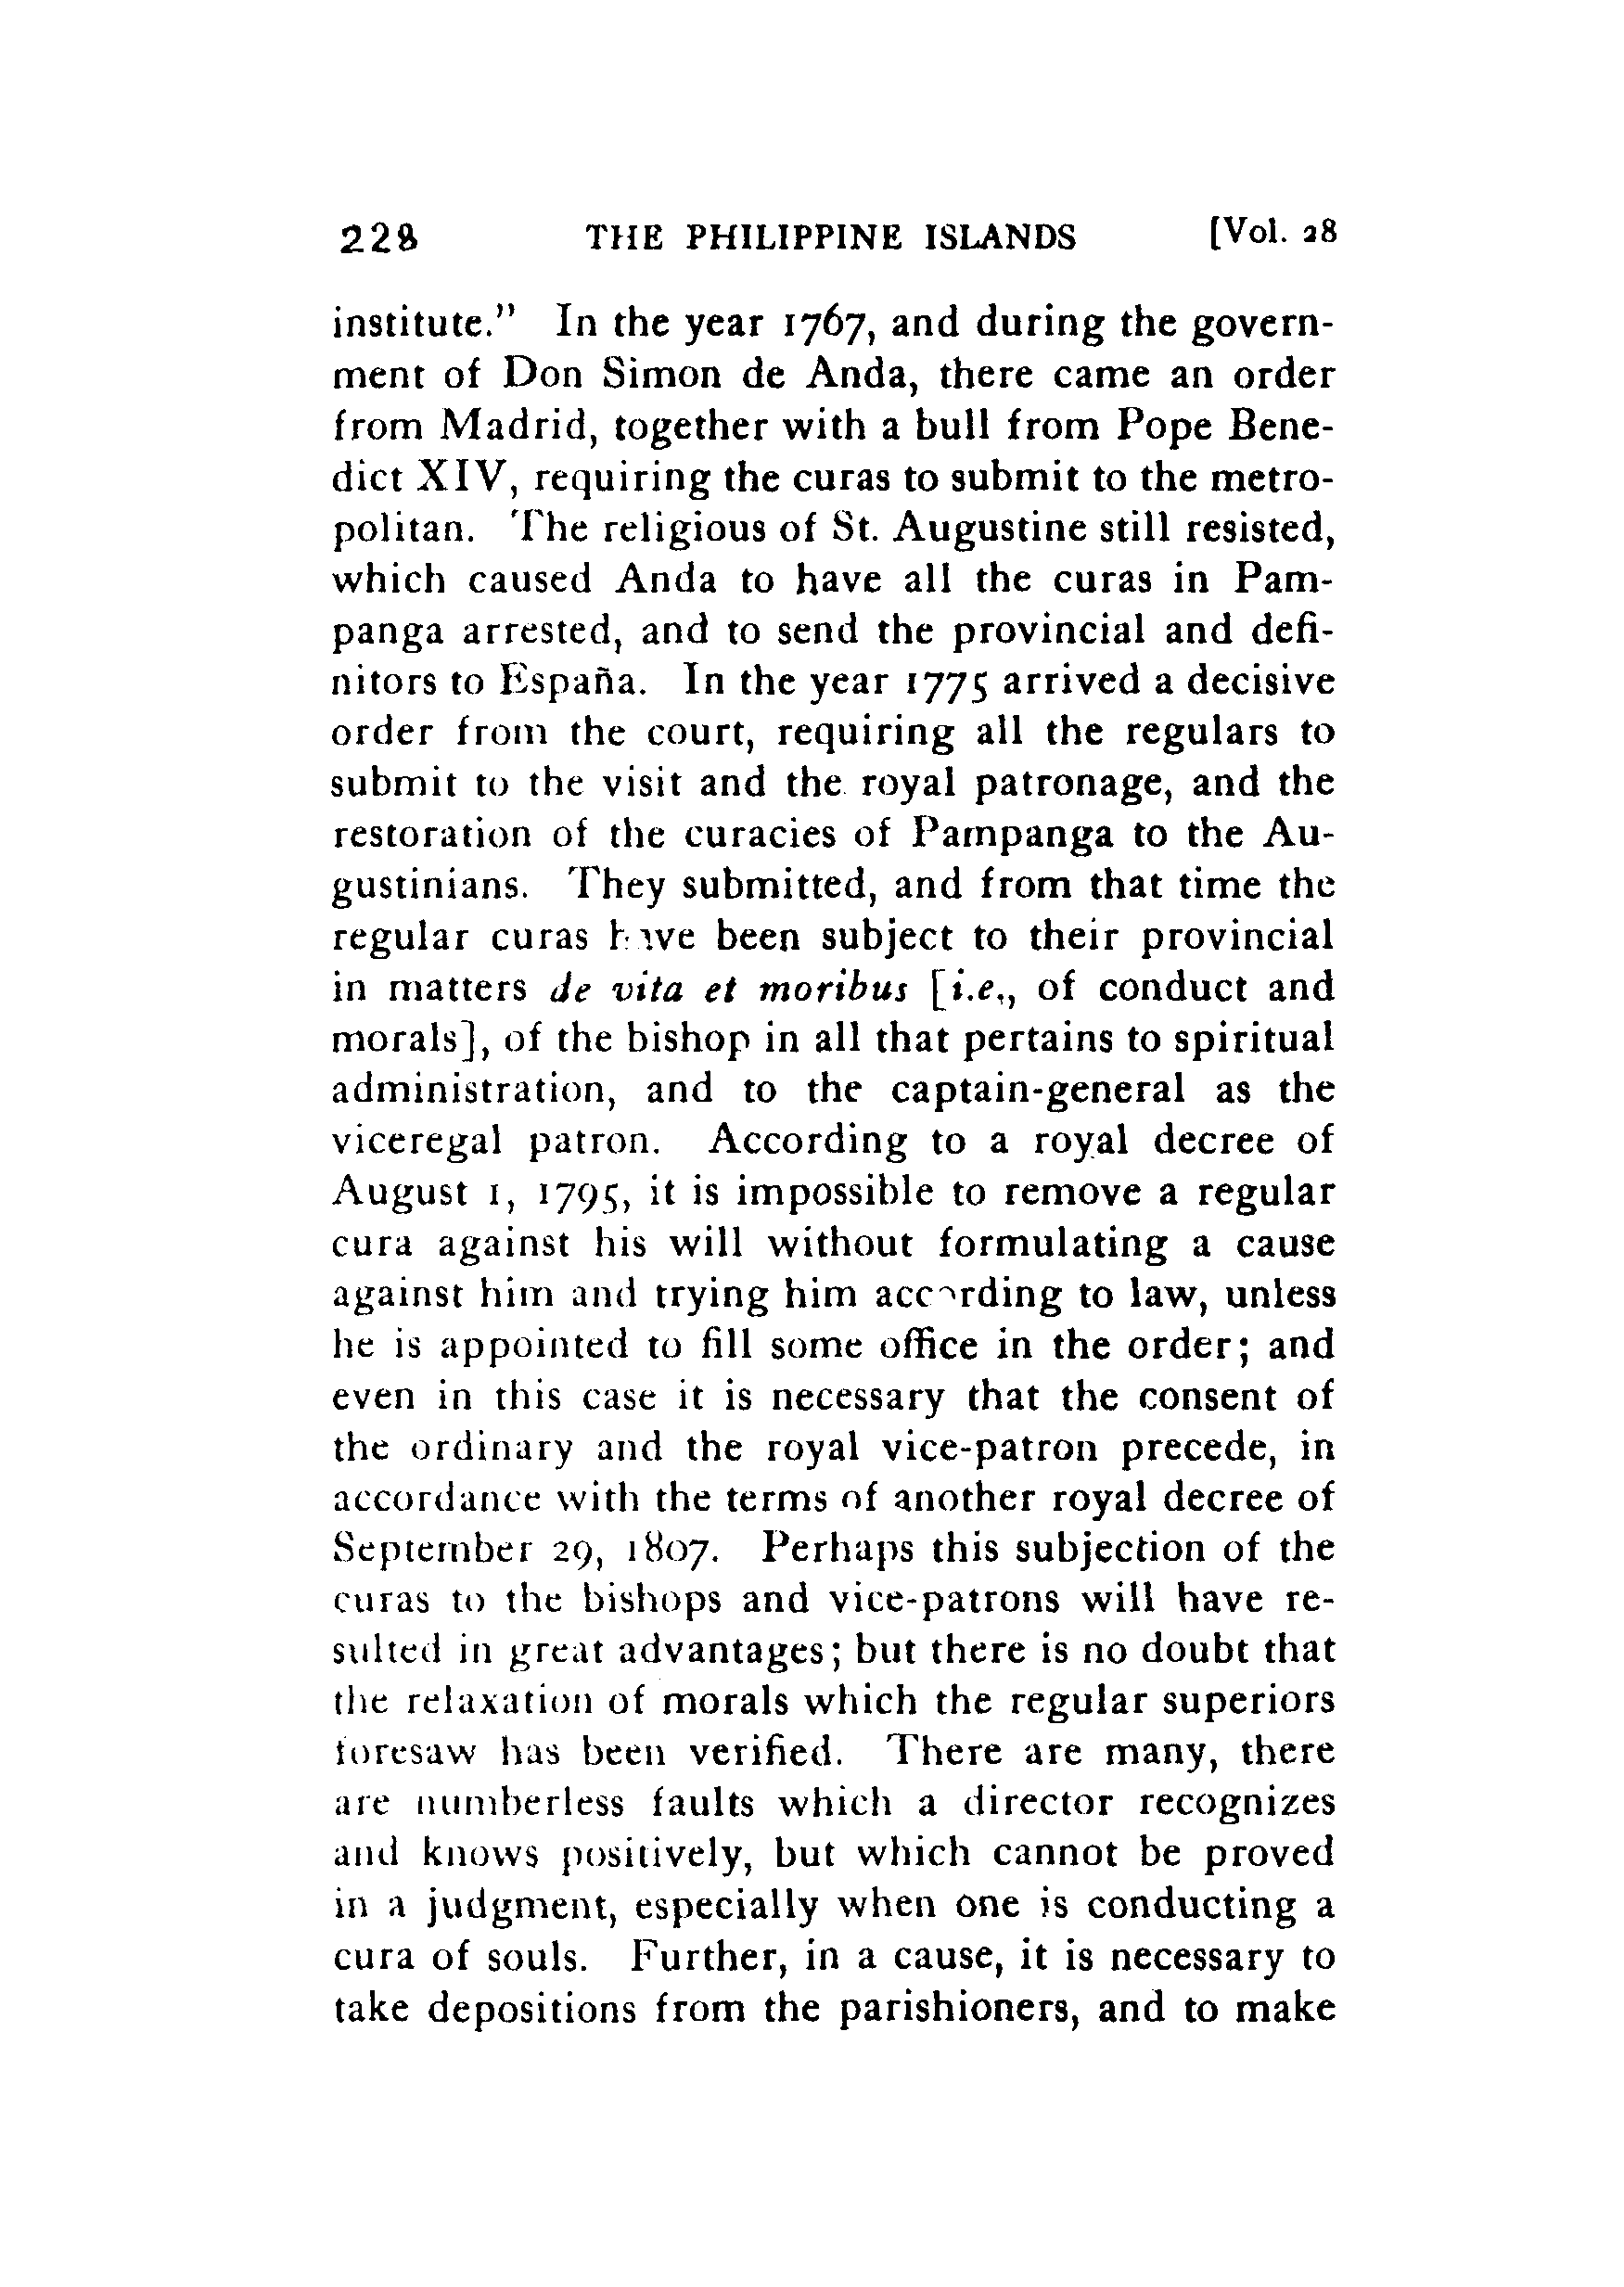 228 THE PHILIPPINE ISLANDS [Vol. 28
institute." In the year 1767, and during the govern-
ment of Don Simon de Anda, there came an order
from Madrid, together with a bull from Pope Bene-
dict XIV, requiring the curas to submit to the metro-
politan. The religious of St. Augustine still resisted,
which caused Anda to have all the curas in Pam-
panga arrested, and to send the provincial and defi-
nitors to España. In the year 1775 arrived a decisive
order from the court, requiring all the regulars to
submit to the visit and the royal patronage, and the
restoration of the curacies of Pampanga to the Au-
gustinians. They submitted, and from that time the
regular curas have been subject to their provincial
in matters de vita et moribus [i.e., of conduct and
morals], of the bishop in all that pertains to spiritual
administration, and to the captain-general as the
viceregal patron. According to a royal decree of
August 1, 1795, it is impossible to remove a regular
cura against his will without formulating a cause
against him and trying him according to law, unless
he is appointed to fill some office in the order; and
even in this case it is necessary that the consent of
the ordinary and the royal vice-patron precede, in
accordance with the terms of another royal decree of
September 29, 1807. Perhaps this subjection of the
curas to the bishops and vice-patrons will have re-
sulted in great advantages; but there is no doubt that
the relaxation of morals which the regular superiors
foresaw has been verified. There are many, there
are numberless faults which a director recognizes
and knows positively, but which cannot be proved
in a judgment, especially when one is conducting a
cura of souls. Further, in a cause, it is necessary to
take depositions from the parishioners, and to make